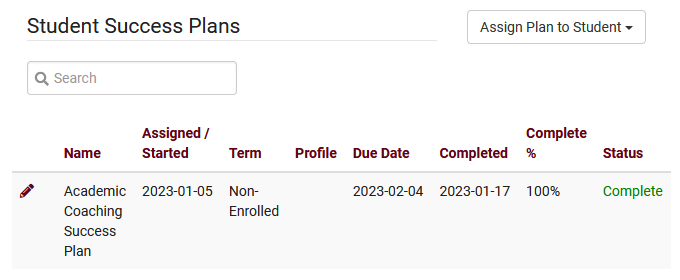 Student Success Plans
Assign Plan to Student
Search
Assigned / Complete
Name Started Term Profile Due Date Completed % Status
Academic 2023-01-05 Non- 2023-02-04 2023-01-17 100% Complete
Coaching Enrolled
Success
Plan